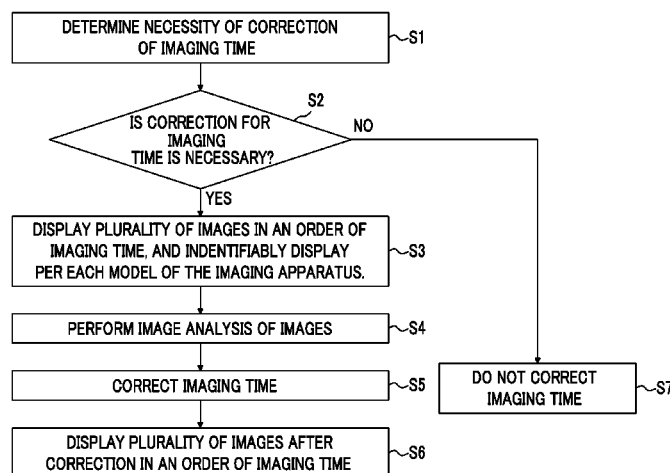 DETERMINE NECESSITY OF CORRECTION
OF IMAGING TIME
S1
S2
IS CORRECTION FOR
IMAGING
TIME IS NECESSARY?
NO
YES
DISPLAY PLURALITY OF IMAGES IN AN ORDER OF
IMAGING TIME, AND INDENTIFIABLY DISPLAY
PER EACH MODEL OF THE IMAGING APPARATUS.
S3
PERFORM IMAGE ANALYSIS OF IMAGES
S4
CORRECT IMAGING TIME
S5
DO NOT CORRECT
IMAGING TIME
S7
DISPLAY PLURALITY OF IMAGES AFTER
CORRECTION IN AN ORDER OF IMAGING TIME
S6